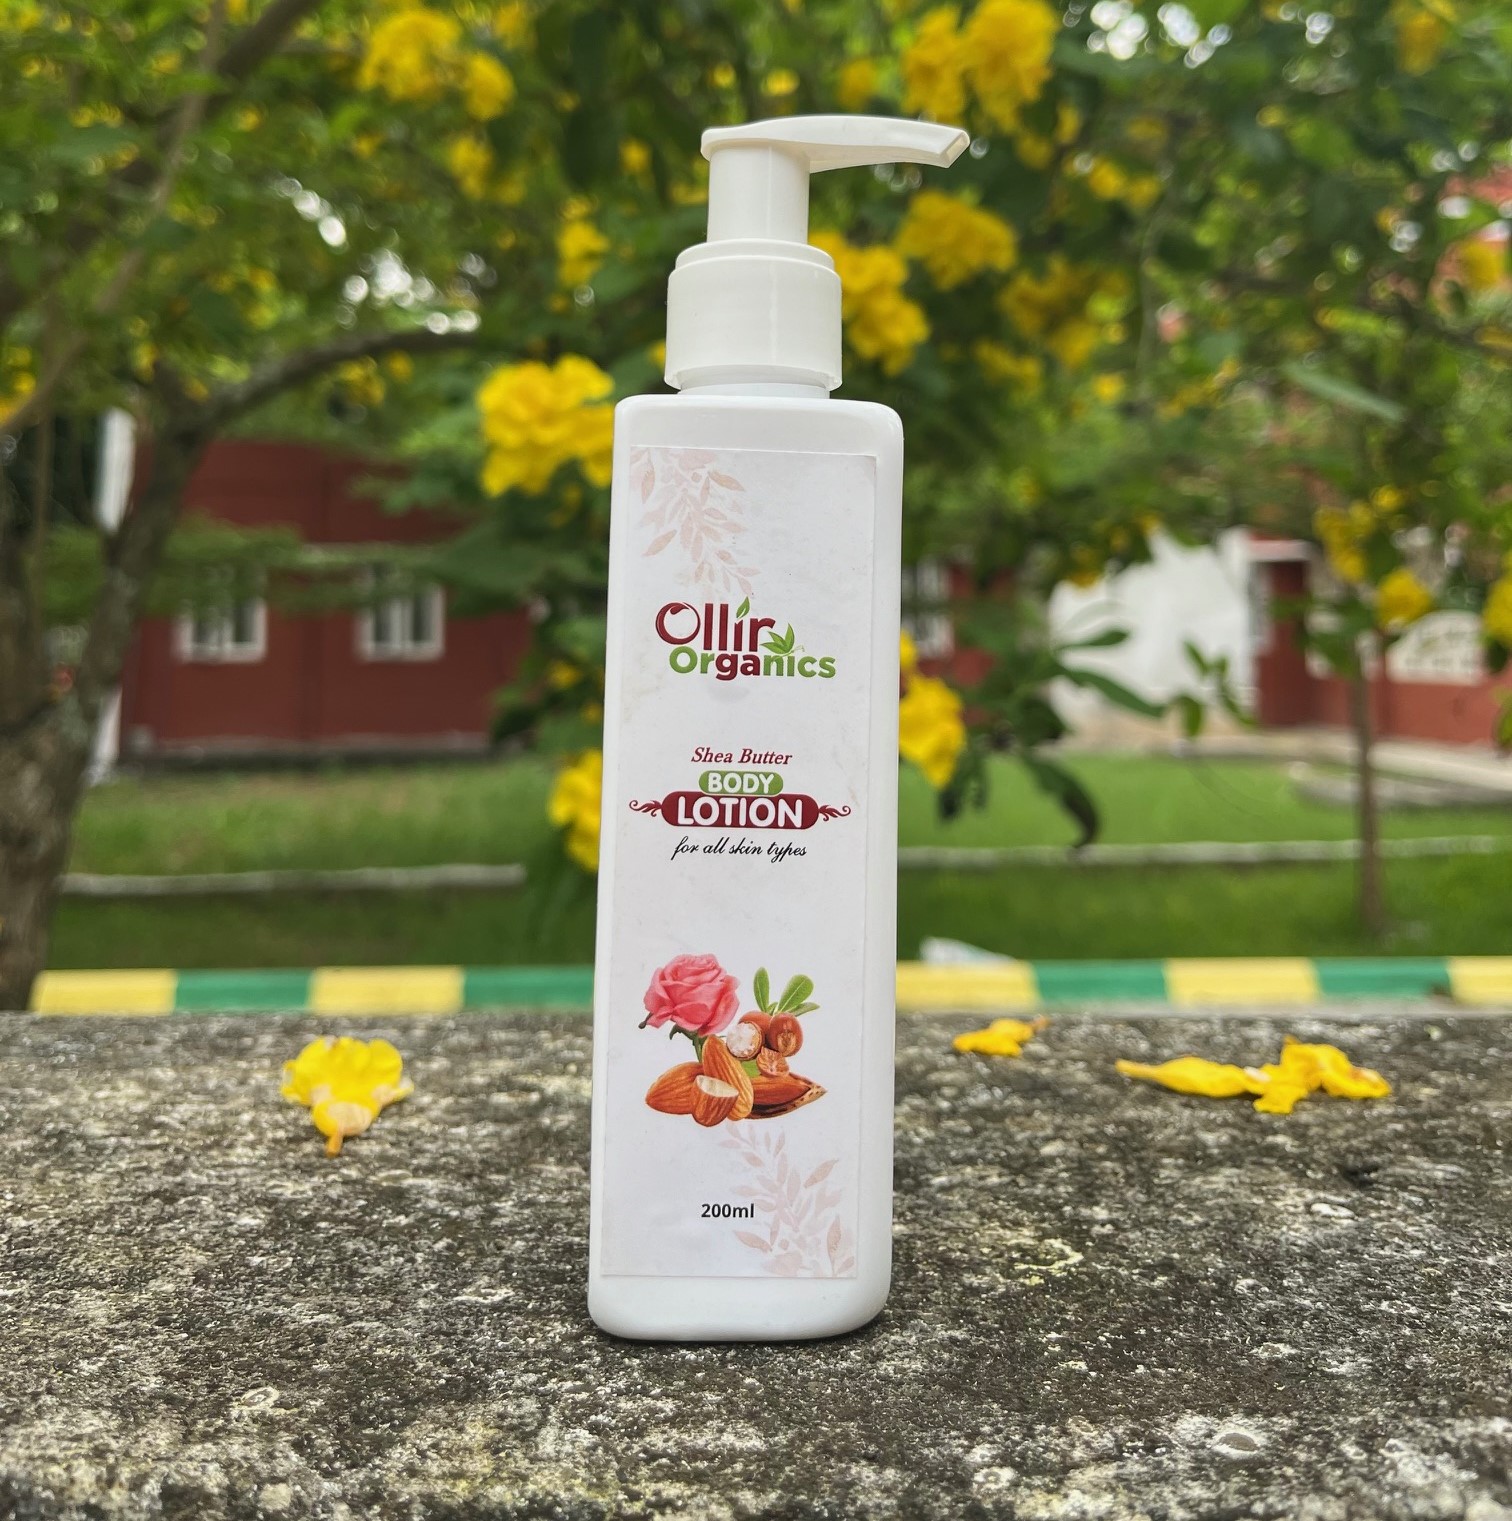 Ollir
Organics
Shea Butter
BODY
LOTION
for all skin types
200ml